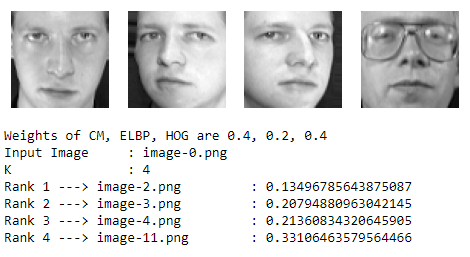 Weights of CM, ELBP, HOG are 0.4, 0.2, 0.4
Input Image : image-0.png
K : 4
Rank 1 ---> image-2.png : 0.13496785643875087
Rank 2 ---> image-3.png : 0.20794880963042145
Rank 3 ---> image-4.png : 0.21360834320645905
Rank 4 ---> image-11.png : 0.33106463579564466